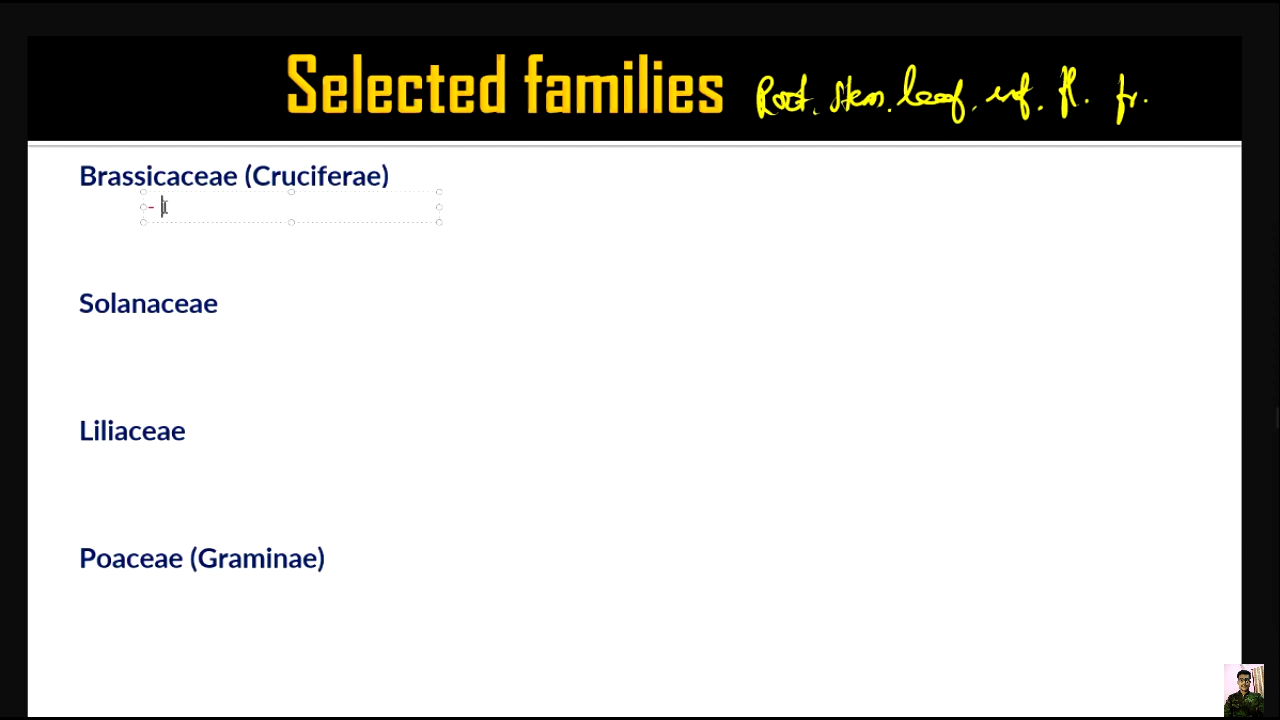 Selected families Root. stem. leaf. inf. fl. fr.
Brassicaceae (Cruciferae)
-
Solanaceae
Liliaceae
Poaceae (Graminae)